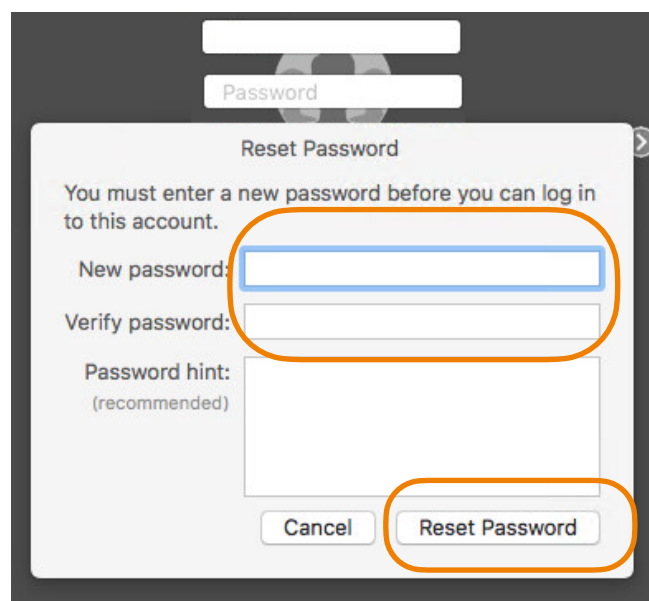 Password
Reset Password
You must enter a new password before you can log in
to this account.
New password:
Verify password:
Password hint:
(recommended)
Cancel
Reset Password